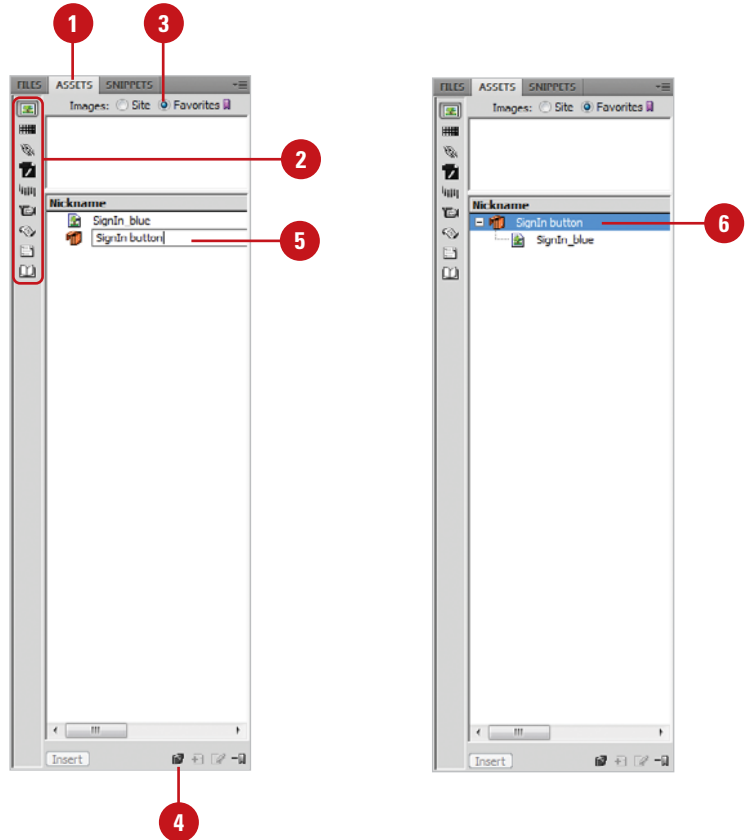 1
3
FILES ASSETS SNIPPETS
Images: Site Favorites
2
Nickname
SignIn_blue
SignIn button
5
Insert
4
FILES ASSETS SNIPPETS
Images: Site Favorites
Nickname
SignIn button
6
SignIn_blue
Insert